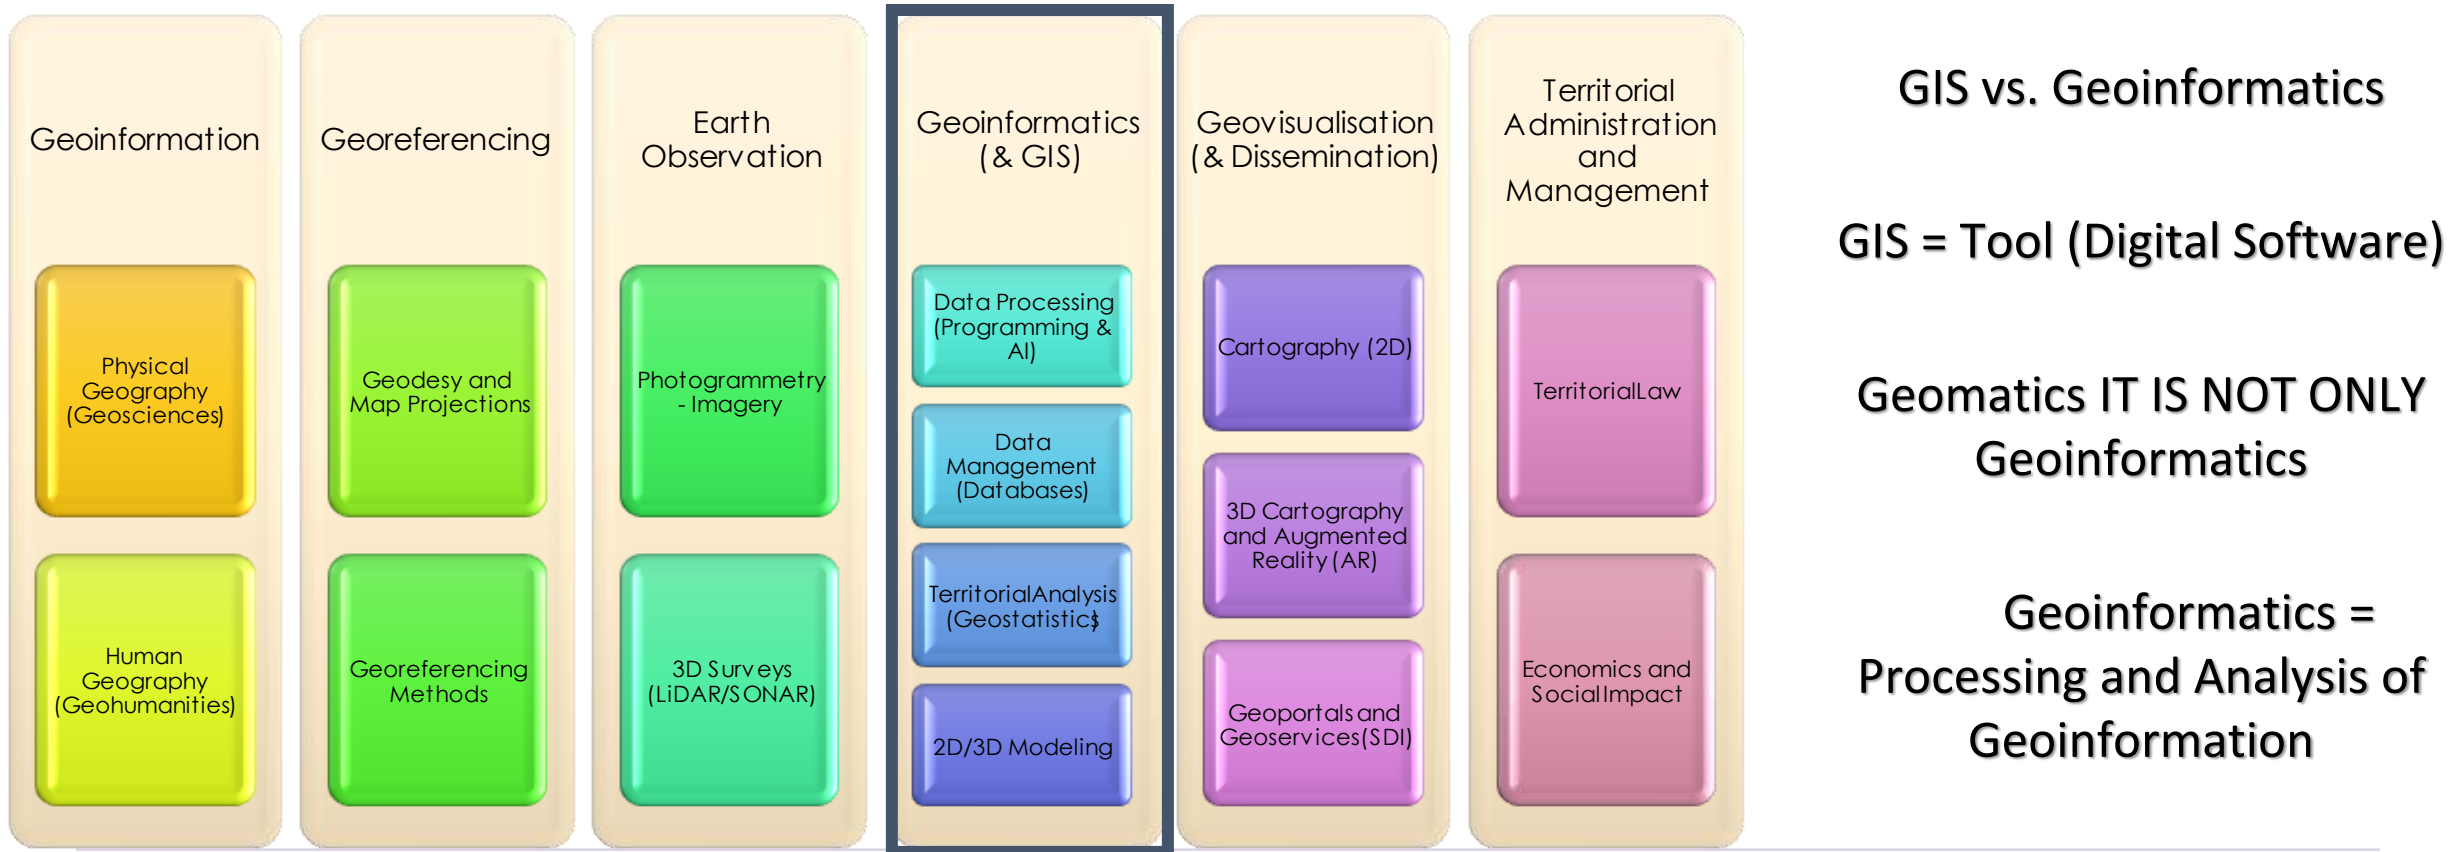 Geoinformation
Physical
Geography
(Geosciences)
Human
Geography
(Geohumanities)
Georeferencing
Geodesy and
Map Projections
Georeferencing
Methods
Earth
Observation
Photogrammetry
- Imagery
3D Surveys
(LiDAR/SONAR)
Geoinformatics
(& GIS)
Data Processing
(Programming &
AI)
Data
Management
(Databases)
TerritorialAnalysis
(Geostatistics)
2D/3D Modeling
Geovisualisation
(& Dissemination)
Cartography (2D)
3D Cartography
and Augmented
Reality (AR)
Geoportals and
Geoservices(SDI)
Territorial
Administration
and
Management
TerritorialLaw
Economics and
Social Impact
GIS vs. Geoinformatics
GIS = Tool (Digital Software)
Geomatics IT IS NOT ONLY
Geoinformatics
Geoinformatics =
Processing and Analysis of
Geoinformation